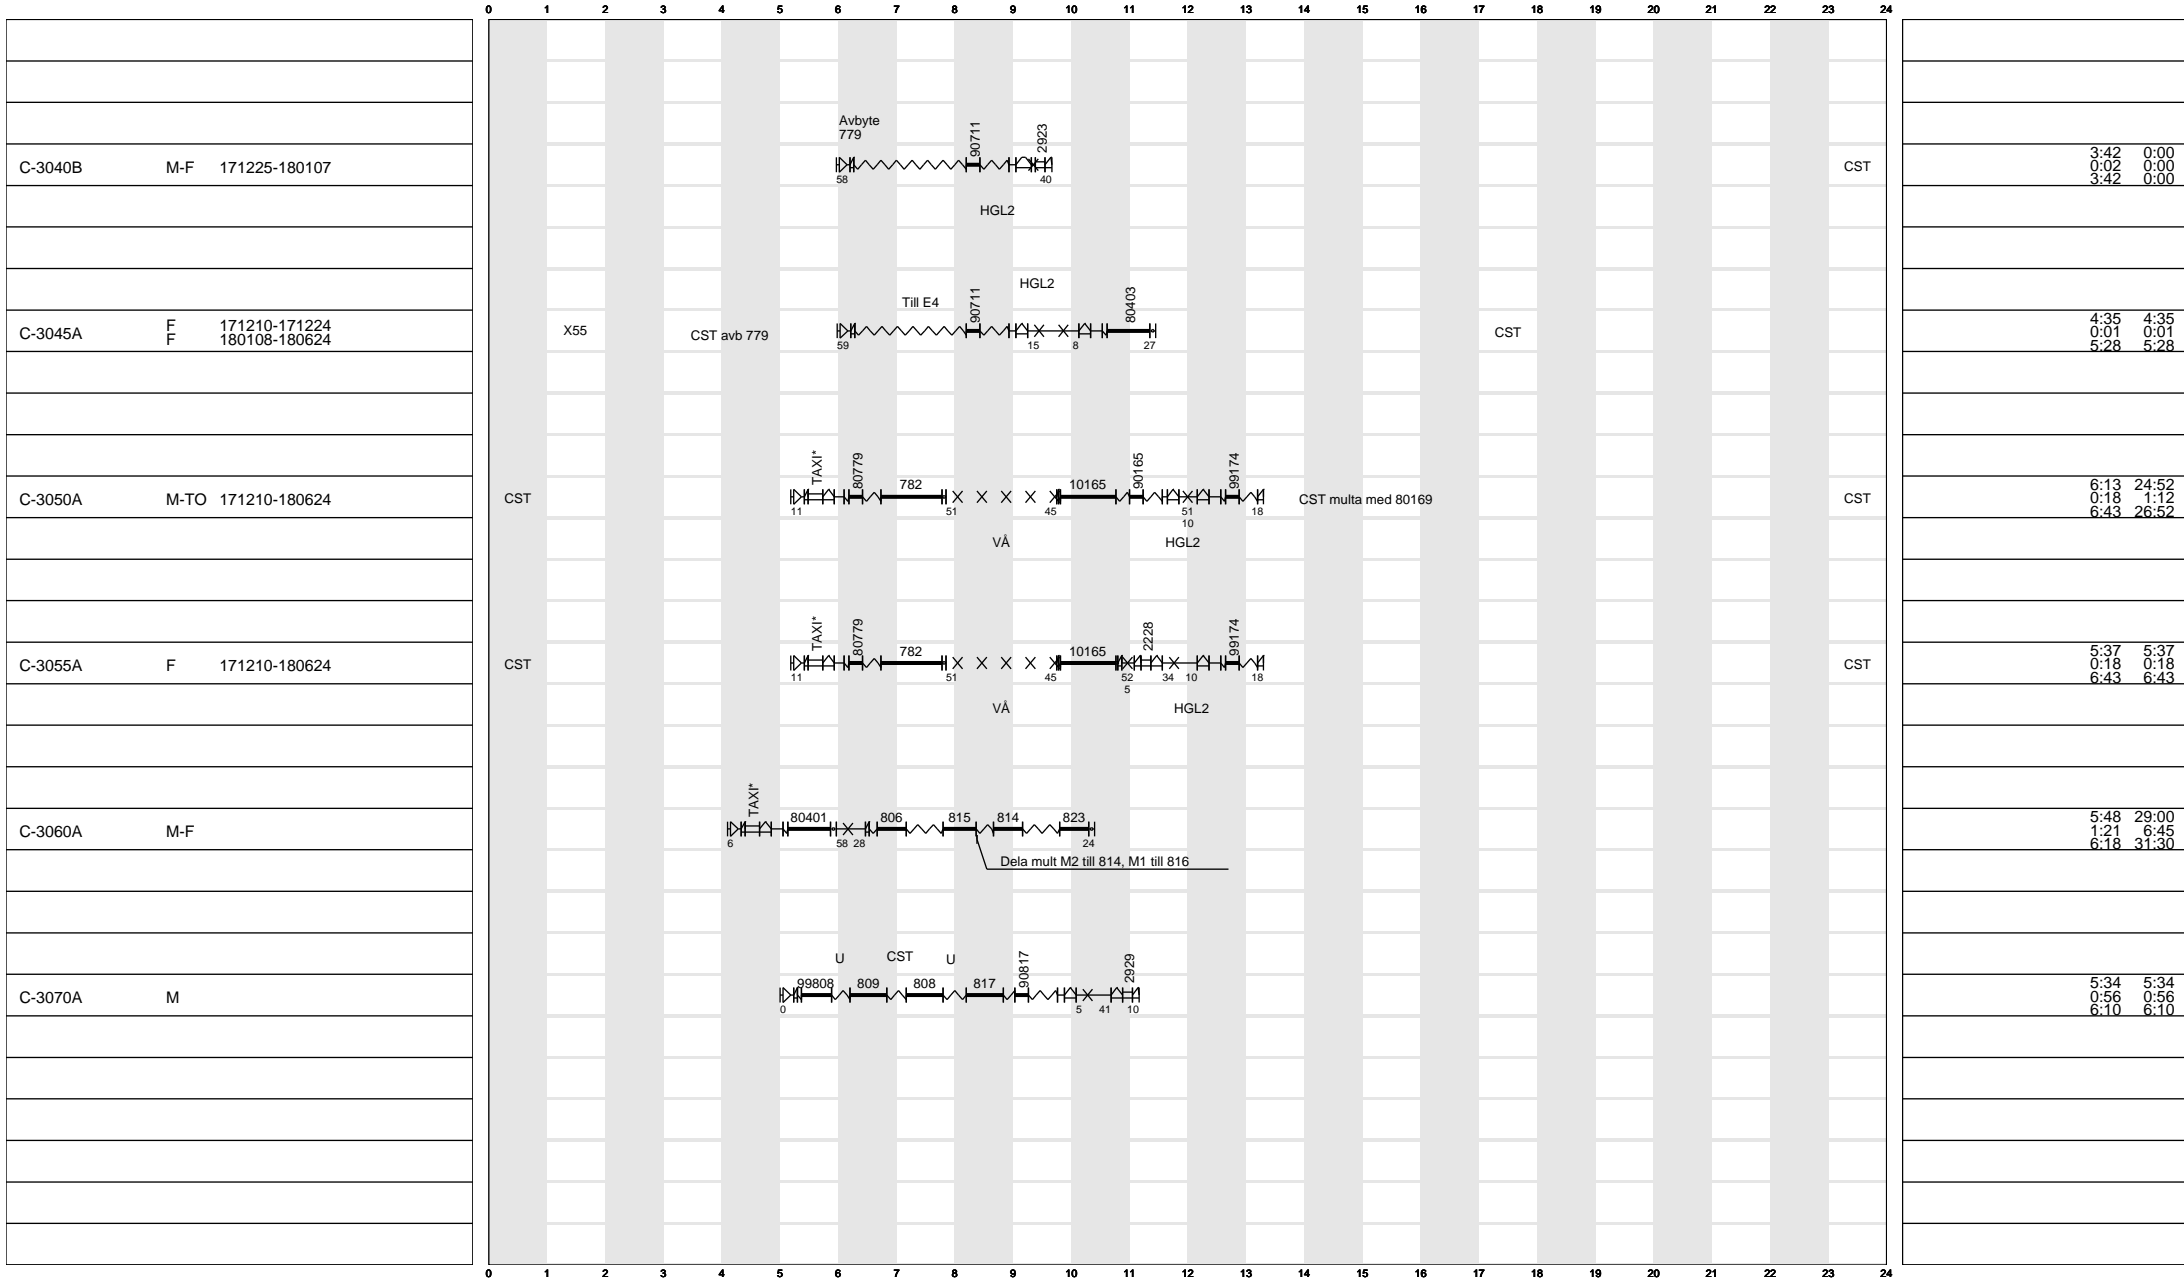 0 1 2 3 4 5 6 7 8 9 10 11 12 13 14 15 16 17 18 19 20 21 22 23 24
Avbyte
779
90711
2923
C-3040B M-F 171225-180107
58
40
CST
3:42 0:00
0:02 0:00
3:42 0:00
HGL2
HGL2
Till E4
90711
80403
C-3045A
F 171210-171224
F 180108-180624
X55
CST avb 779
59
15
8
27
CST
4:35 4:35
0:01 0:01
5:28 5:28
TAXI*
80779
782
10165
90165
99174
C-3050A M-TO 171210-180624
CST
11
51
45
51
10
18
CST multa med 80169
CST
6:13 24:52
0:18 1:12
6:43 26:52
VÅ
HGL2
TAXI*
80779
782
10165
2228
99174
C-3055A F 171210-180624
CST
11
51
45
52
5
34
10
18
CST
5:37 5:37
0:18 0:18
6:43 6:43
VÅ
HGL2
TAXI*
80401
806
815
814
823
C-3060A M-F
6
58
28
24
5:48 29:00
1:21 6:45
6:18 31:30
Dela mult M2 till 814, M1 till 816
U
CST
U
99808
809
808
817
90817
2929
C-3070A M
0
5
41
10
5:34 5:34
0:56 0:56
6:10 6:10
0 1 2 3 4 5 6 7 8 9 10 11 12 13 14 15 16 17 18 19 20 21 22 23 24